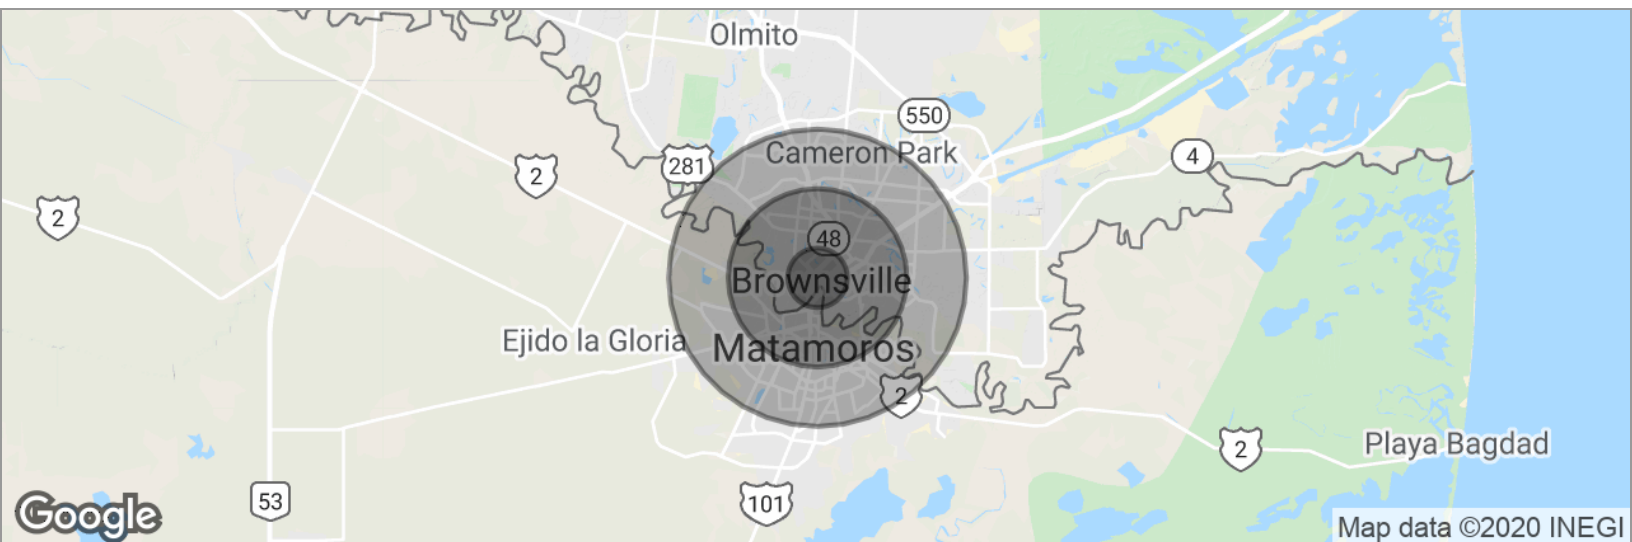 Olmito
550
Cameron Park
281
4
2
2
48
Brownsville
Ejido la Gloria
Matamoros
2
2
Playa Bagdad
53
101
Google
Map data ©2020 INEGI